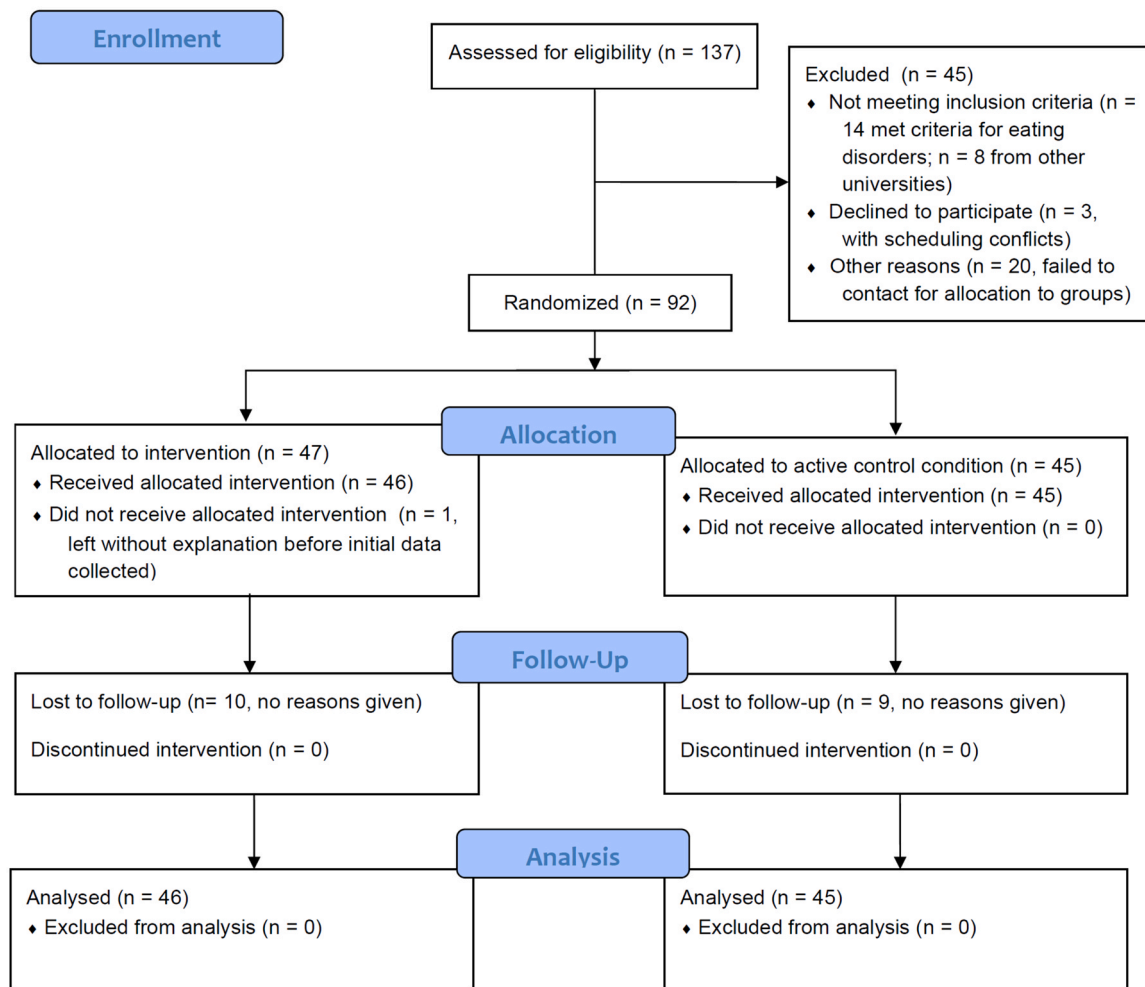 Enrollment
Assessed for eligibility (n = 137)
Excluded  (n = 45)
♦ Not meeting inclusion criteria (n =
14 met criteria for eating
disorders; n = 8 from other
universities)
♦ Declined to participate (n = 3,
with scheduling conflicts)
♦ Other reasons (n = 20, failed to
contact for allocation to groups)
Randomized (n = 92)
Allocation
Allocated to intervention (n = 47)
♦ Received allocated intervention (n = 46)
♦ Did not receive allocated intervention  (n = 1,
left without explanation before initial data
collected)
Allocated to active control condition (n = 45)
♦ Received allocated intervention (n = 45)
♦ Did not receive allocated intervention (n = 0)
Follow-Up
Lost to follow-up (n= 10, no reasons given)
Discontinued intervention (n = 0)
Lost to follow-up (n = 9, no reasons given)
Discontinued intervention (n = 0)
Analysis
Analysed (n = 46)
♦ Excluded from analysis (n = 0)
Analysed (n = 45)
♦ Excluded from analysis (n = 0)